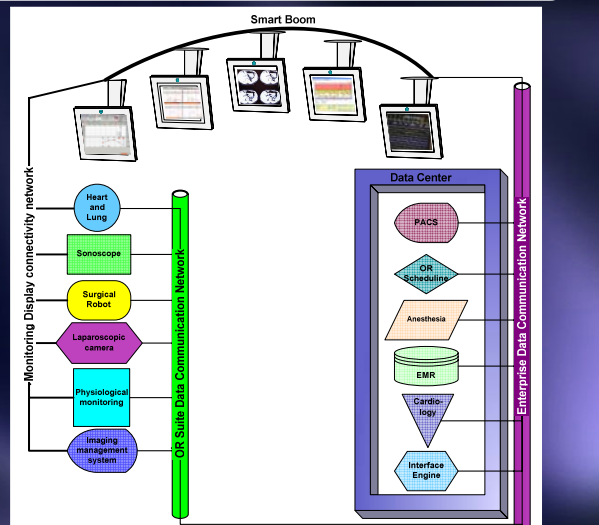 Smart Boom
Monitoring Display connectivity network
Heart
and
Lung
Sonoscope
Surgical
Robot
Laparoscopic
camera
Physiological
monitoring
Imaging
management
system
OR Suite Data Communication Network
Data Center
PACS
OR
Scheduline
Anesthesia
EMR
Cardio-
logy
Interface
Engine
Enterprise Data Communication Network